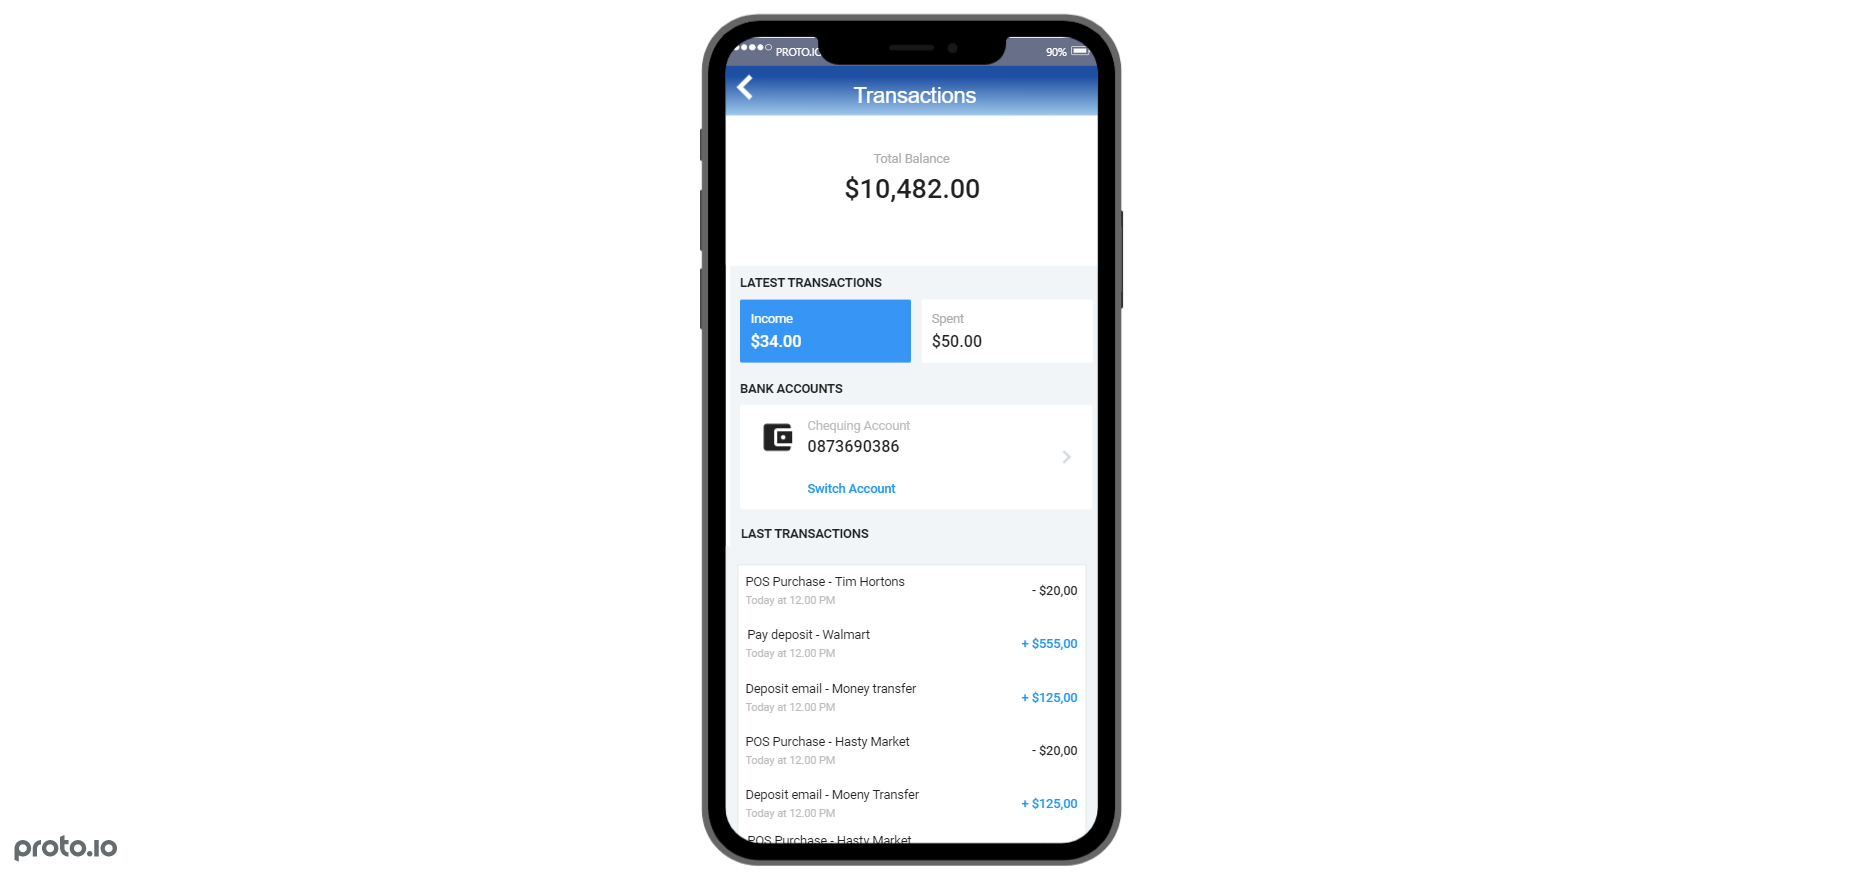 PROTO.IO
90%
Transactions
Total Balance
$10,482.00
LATEST TRANSACTIONS
Income
$34.00
Spent
$50.00
BANK ACCOUNTS
Chequing Account
0873690386
Switch Account
LAST TRANSACTIONS
POS Purchase - Tim Hortons
- $20,00
Today at 12.00 PM
Pay deposit - Walmart
+ $555,00
Today at 12.00 PM
Deposit email - Money transfer
+ $125,00
Today at 12.00 PM
POS Purchase - Hasty Market
- $20,00
Today at 12.00 PM
Deposit email - Moeny Transfer
+ $125,00
Today at 12.00 PM
POS Purchase - Hasty Market
proto.io